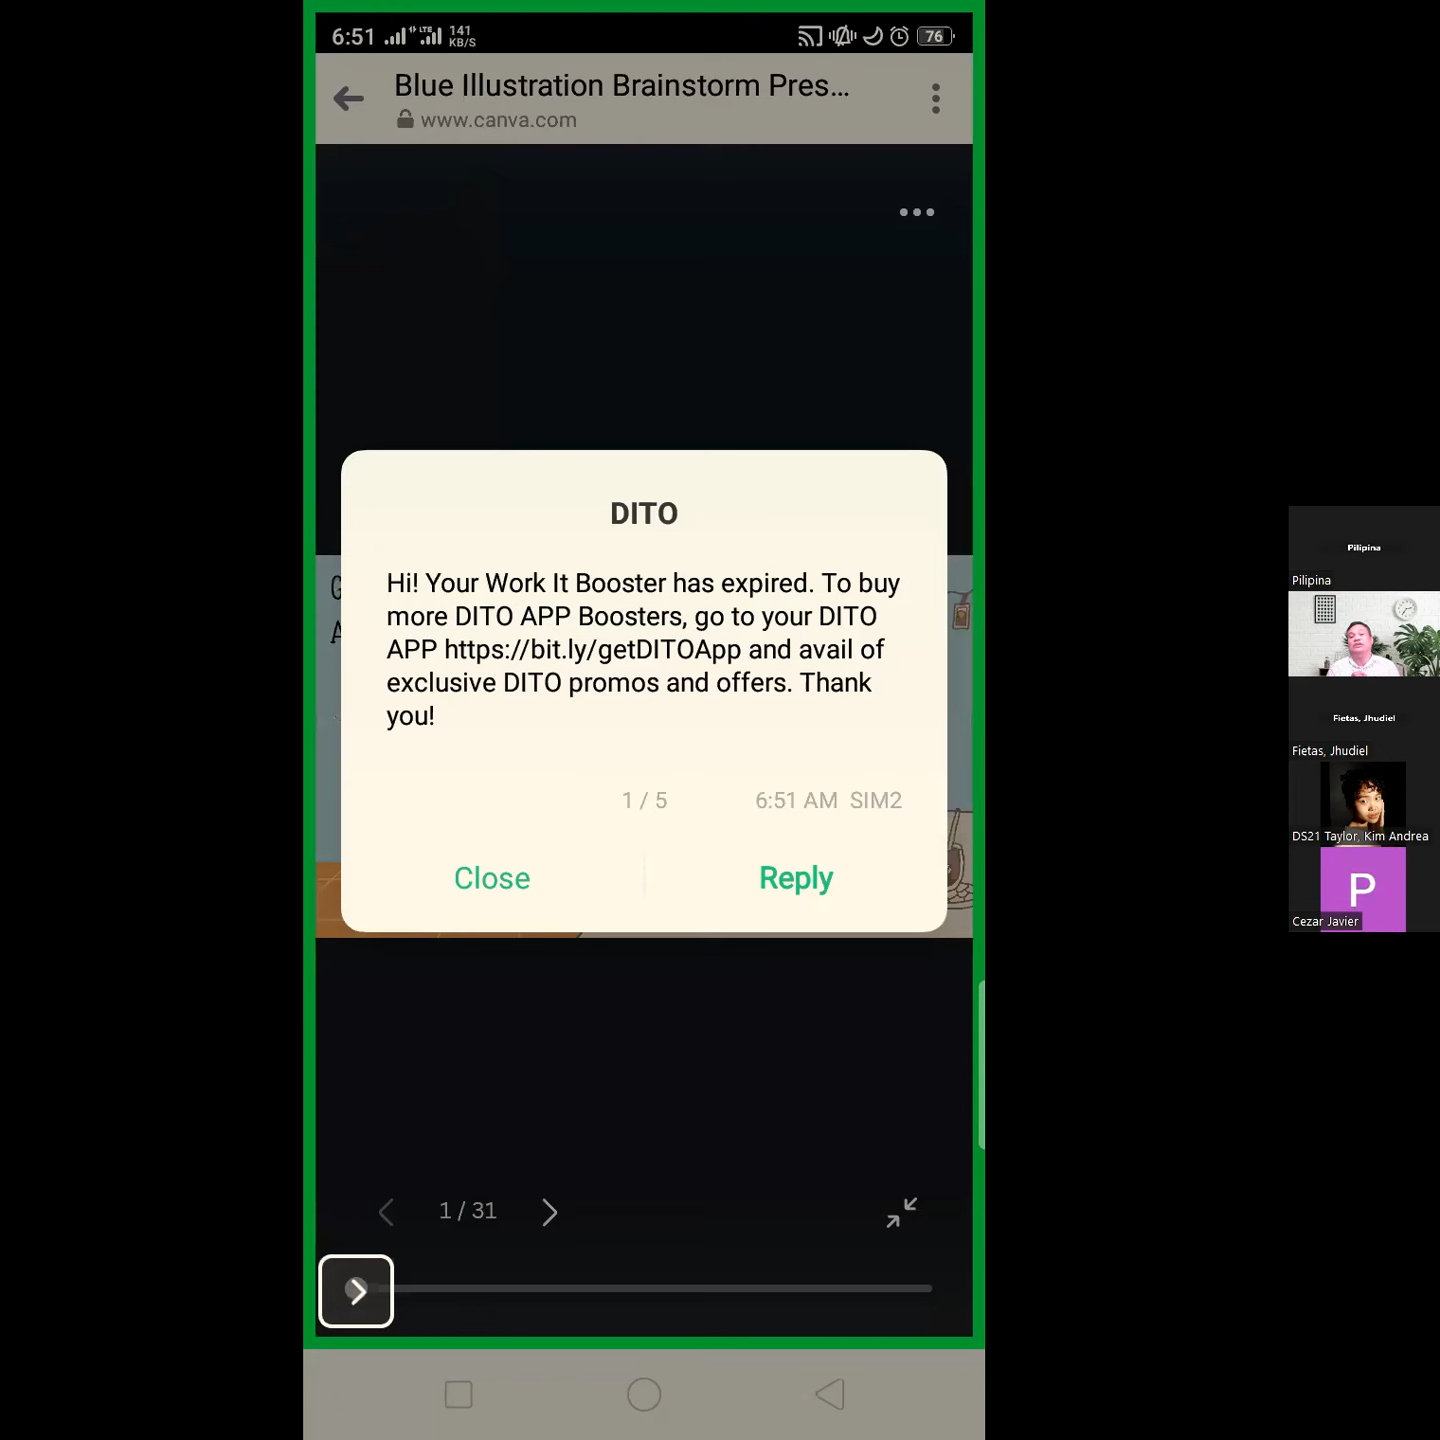 6:51
LTE
141
KB/S
76
Blue Illustration Brainstorm Pres...
www.canva.com
DITO
Hi! Your Work It Booster has expired. To buy
more DITO APP Boosters, go to your DITO
APP https://bit.ly/getDITOApp and avail of
exclusive DITO promos and offers. Thank
you!
1 / 5
6:51 AM SIM2
Close
Reply
1 / 31
Pilipina
Pilipina
Fietas, Jhudiel
Fietas, Jhudiel
DS21 Taylor, Kim Andrea
P
Cezar Javier